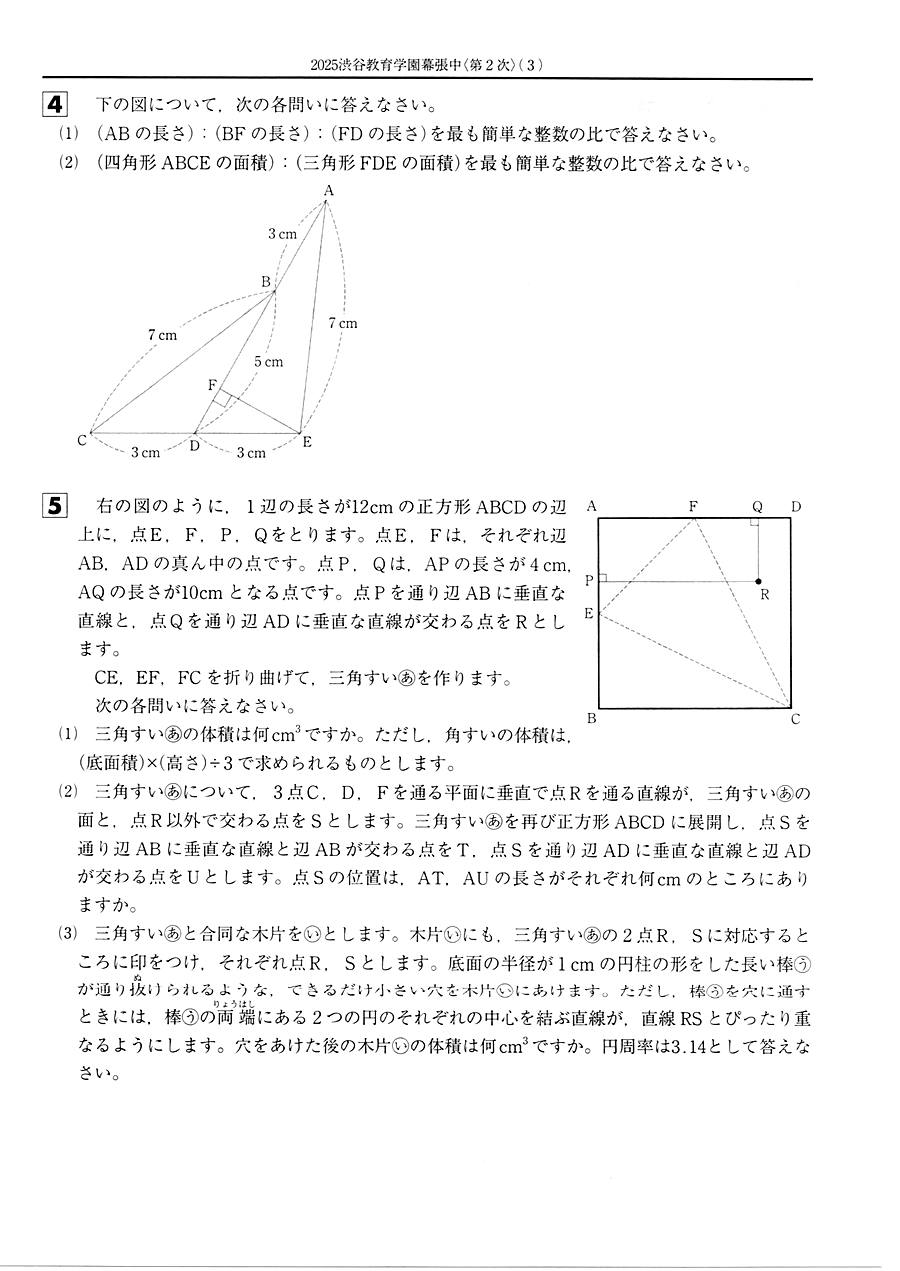 2025渋谷教育学園幕張中〈第2次〉(3)
4 下の図について，次の各問いに答えなさい。
(1) (ABの長さ)：(BFの長さ)：(FDの長さ)を最も簡単な整数の比で答えなさい。
(2) (四角形ABCEの面積)：(三角形FDEの面積)を最も簡単な整数の比で答えなさい。
A
3 cm
B
7 cm
7 cm
5 cm
F
C
D
E
3 cm
3 cm
5 右の図のように，1辺の長さが12cmの正方形ABCDの辺
上に，点E，F，P，Qをとります。点E，Fは，それぞれ辺
AB，ADの真ん中の点です。点P，Qは，APの長さが4cm，
AQの長さが10cmとなる点です。点Pを通り辺ABに垂直な
直線と，点Qを通り辺ADに垂直な直線が交わる点をRとし
ます。
CE，EF，FCを折り曲げて，三角すいあを作ります。
次の各問いに答えなさい。
A
F
Q
D
P
R
E
B
C
(1) 三角すいあの体積は何cm³ですか。ただし，角すいの体積は，
(底面積)×(高さ)÷3で求められるものとします。
(2) 三角すいあについて，3点C，D，Fを通る平面に垂直で点Rを通る直線が，三角すいあの
面と，点R以外で交わる点をSとします。三角すいあを再び正方形ABCDに展開し，点Sを
通り辺ABに垂直な直線と辺ABが交わる点をT，点Sを通り辺ADに垂直な直線と辺AD
が交わる点をUとします。点Sの位置は，AT，AUの長さがそれぞれ何cmのところにあり
ますか。
(3) 三角すいあと合同な木片をいとします。木片いにも，三角すいあの2点R，Sに対応すると
ころに印をつけ，それぞれ点R，Sとします。底面の半径が1cmの円柱の形をした長い棒う
ぬ
が通り抜けられるような，できるだけ小さい穴を木片いにあけます。ただし，棒うを穴に通す
りょうはし
ときには，棒うの両端にある2つの円のそれぞれの中心を結ぶ直線が，直線RSとぴったり重
なるようにします。穴をあけた後の木片いの体積は何cm³ですか。円周率は3.14として答えな
さい。